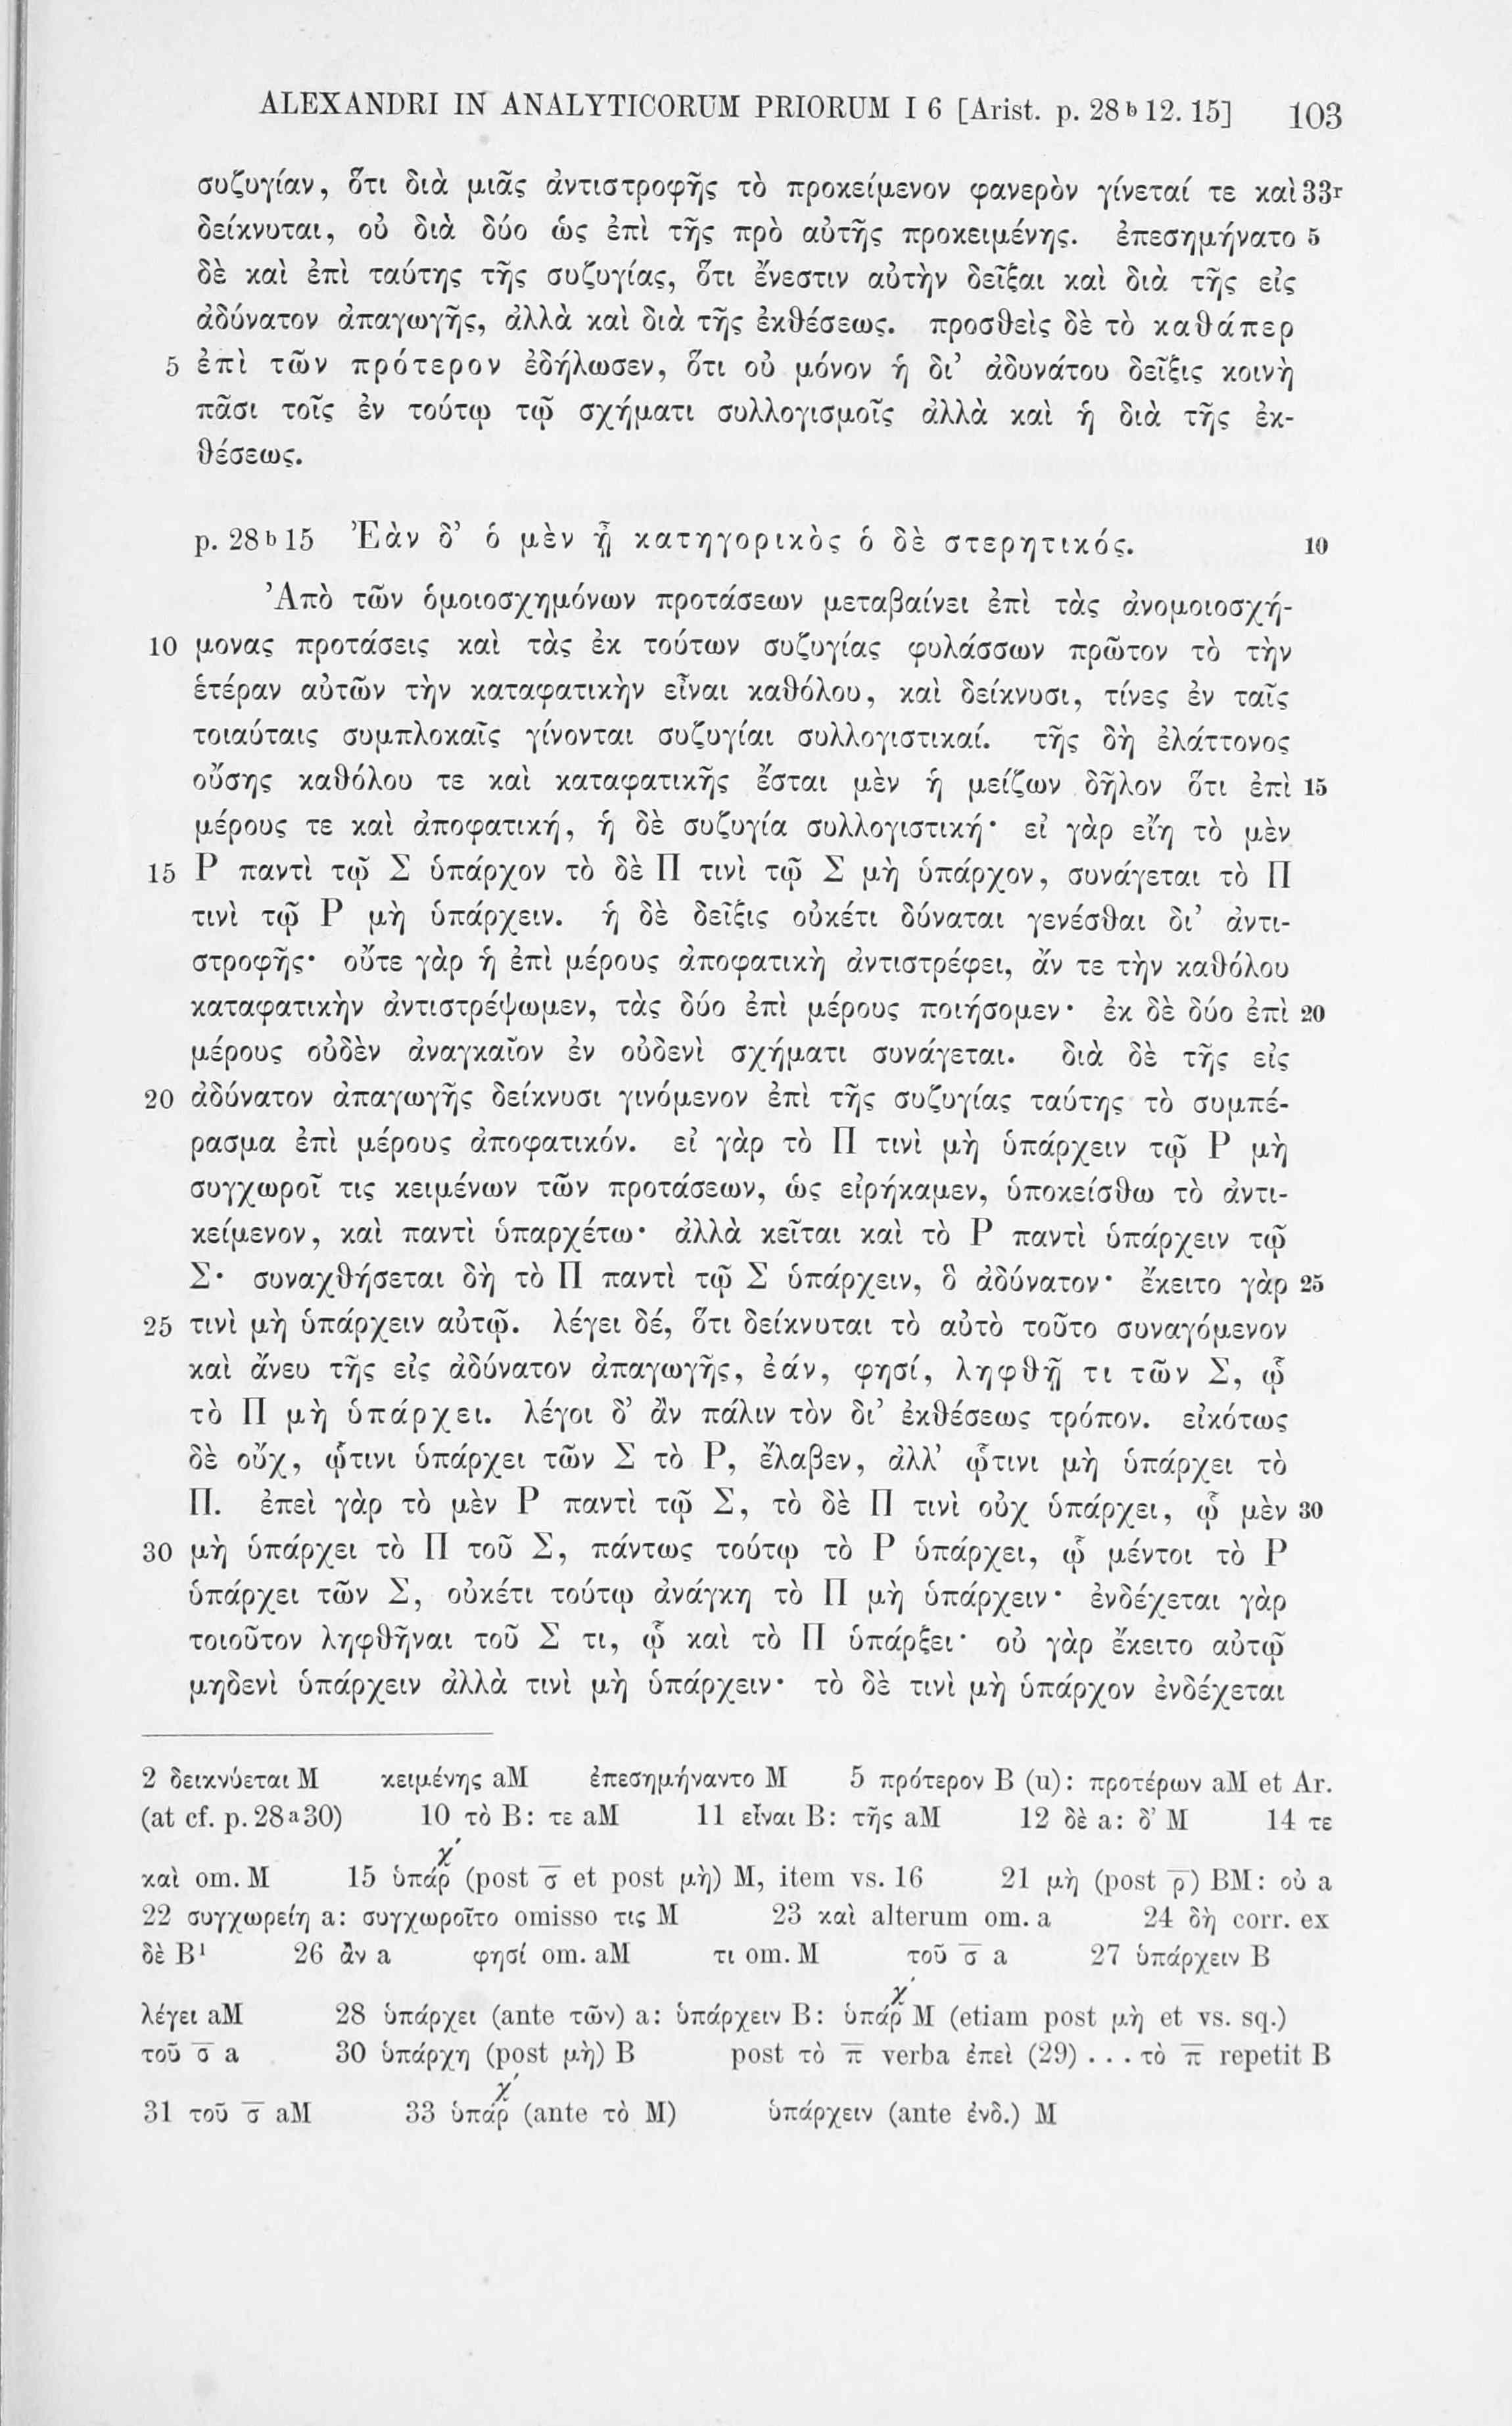 ALEXANDRI IN ANALYTICORUM PRIORUM I 6 [Arist. p. 28ᵇ 12. 15] 103
συζυγίαν, ὅτι διὰ μιᾶς ἀντιστροφῆς τὸ προκείμενον φανερὸν γίνεταί τε καὶ 33ʳ
δείκνυται, οὐ διὰ δύο ὡς ἐπὶ τῆς πρὸ αὐτῆς προκειμένης. ἐπεσημήνατο 5
δὲ καὶ ἐπὶ ταύτης τῆς συζυγίας, ὅτι ἔνεστιν αὐτὴν δεῖξαι καὶ διὰ τῆς εἰς
ἀδύνατον ἀπαγωγῆς, ἀλλὰ καὶ διὰ τῆς ἐκθέσεως. προσθεὶς δὲ τὸ καθάπερ
5 ἐπὶ τῶν πρότερον ἐδήλωσεν, ὅτι οὐ μόνον ἡ δι' ἀδυνάτου δεῖξις κοινὴ
πᾶσι τοῖς ἐν τούτῳ τῷ σχήματι συλλογισμοῖς ἀλλὰ καὶ ἡ διὰ τῆς ἐκ-
θέσεως.
p. 28ᵇ 15 Ἐὰν δ' ὁ μὲν ᾖ κατηγορικὸς ὁ δὲ στερητικός. 10
Ἀπὸ τῶν ὁμοιοσχημόνων προτάσεων μεταβαίνει ἐπὶ τὰς ἀνομοιοσχή-
10 μονας προτάσεις καὶ τὰς ἐκ τούτων συζυγίας φυλάσσων πρῶτον τὸ τὴν
ἑτέραν αὐτῶν τὴν καταφατικὴν εἶναι καθόλου, καὶ δείκνυσι, τίνες ἐν ταῖς
τοιαύταις συμπλοκαῖς γίνονται συζυγίαι συλλογιστικαί. τῆς δὴ ἐλάττονος
οὔσης καθόλου τε καὶ καταφατικῆς ἔσται μὲν ἡ μείζων δῆλον ὅτι ἐπὶ 15
μέρους τε καὶ ἀποφατική, ἡ δὲ συζυγία συλλογιστική· εἰ γὰρ εἴη τὸ μὲν
15 Ρ παντὶ τῷ Σ ὑπάρχον τὸ δὲ Π τινὶ τῷ Σ μὴ ὑπάρχον, συνάγεται τὸ Π
τινὶ τῷ Ρ μὴ ὑπάρχειν. ἡ δὲ δεῖξις οὐκέτι δύναται γενέσθαι δι' ἀντι-
στροφῆς· οὔτε γὰρ ἡ ἐπὶ μέρους ἀποφατικὴ ἀντιστρέφει, ἄν τε τὴν καθόλου
καταφατικὴν ἀντιστρέψωμεν, τὰς δύο ἐπὶ μέρους ποιήσομεν· ἐκ δὲ δύο ἐπὶ 20
μέρους οὐδὲν ἀναγκαῖον ἐν οὐδενὶ σχήματι συνάγεται. διὰ δὲ τῆς εἰς
20 ἀδύνατον ἀπαγωγῆς δείκνυσι γινόμενον ἐπὶ τῆς συζυγίας ταύτης τὸ συμπέ-
ρασμα ἐπὶ μέρους ἀποφατικόν. εἰ γὰρ τὸ Π τινὶ μὴ ὑπάρχειν τῷ Ρ μὴ
συγχωροῖ τις κειμένων τῶν προτάσεων, ὡς εἰρήκαμεν, ὑποκείσθω τὸ ἀντι-
κείμενον, καὶ παντὶ ὑπαρχέτω· ἀλλὰ κεῖται καὶ τὸ Ρ παντὶ ὑπάρχειν τῷ
Σ· συναχθήσεται δὴ τὸ Π παντὶ τῷ Σ ὑπάρχειν, ὃ ἀδύνατον· ἔκειτο γὰρ 25
25 τινὶ μὴ ὑπάρχειν αὐτῷ. λέγει δέ, ὅτι δείκνυται τὸ αὐτὸ τοῦτο συναγόμενον
καὶ ἄνευ τῆς εἰς ἀδύνατον ἀπαγωγῆς, ἐάν, φησί, ληφθῇ τι τῶν Σ, ᾧ
τὸ Π μὴ ὑπάρχει. λέγοι δ' ἂν πάλιν τὸν δι' ἐκθέσεως τρόπον. εἰκότως
δὲ οὔχ, ᾧτινι ὑπάρχει τῶν Σ τὸ Ρ, ἔλαβεν, ἀλλ' ᾧτινι μὴ ὑπάρχει τὸ
Π. ἐπεὶ γὰρ τὸ μὲν Ρ παντὶ τῷ Σ, τὸ δὲ Π τινὶ οὐχ ὑπάρχει, ᾧ μὲν 30
30 μὴ ὑπάρχει τὸ Π τοῦ Σ, πάντως τούτῳ τὸ Ρ ὑπάρχει, ᾧ μέντοι τὸ Ρ
ὑπάρχει τῶν Σ, οὐκέτι τούτῳ ἀνάγκη τὸ Π μὴ ὑπάρχειν· ἐνδέχεται γὰρ
τοιοῦτον ληφθῆναι τοῦ Σ τι, ᾧ καὶ τὸ Π ὑπάρξει· οὐ γὰρ ἔκειτο αὐτῷ
μηδενὶ ὑπάρχειν ἀλλὰ τινὶ μὴ ὑπάρχειν· τὸ δὲ τινὶ μὴ ὑπάρχον ἐνδέχεται
2 δεικνύεται M κειμένης aM ἐπεσημήναντο M 5 πρότερον B (u): προτέρων aM et Ar.
(at cf. p. 28ᵃ30) 10 τὸ B: τε aM 11 εἶναι B: τῆς aM 12 δὲ a: δ' M 14 τε
καὶ om. M 15 ὑπάρχ́ (post σ̅ et post μὴ) M, item vs. 16 21 μὴ (post ρ̅) BM: οὐ a
22 συγχωρείη a: συγχωροῖτο omisso τις M 23 καὶ alterum om. a 24 δὴ corr. ex
δὲ B¹ 26 ἂν a φησί om. aM τι om. M τοῦ σ̅ a 27 ὑπάρχειν B
λέγει aM 28 ὑπάρχει (ante τῶν) a: ὑπάρχειν B: ὑπάρχ́ M (etiam post μὴ et vs. sq.)
τοῦ σ̅ a 30 ὑπάρχη (post μὴ) B post τὸ π̅ verba ἐπεὶ (29) . . . τὸ π̅ repetit B
31 τοῦ σ̅ aM 33 ὑπάρχ́ (ante τὸ M) ὑπάρχειν (ante ἐνδ.) M